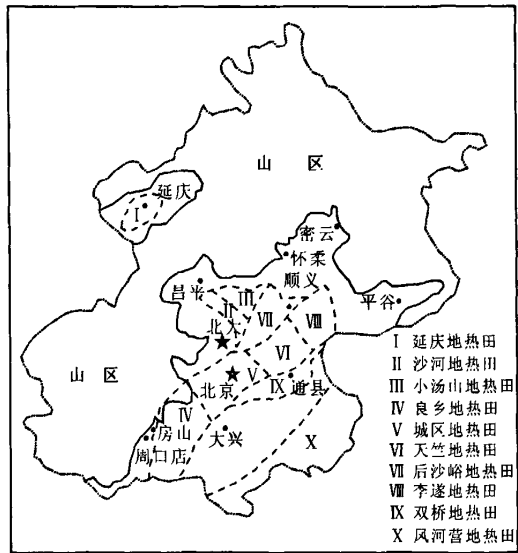 山 区
延庆
Ⅰ
密云
怀柔
顺义
昌平
Ⅲ
Ⅱ
平谷
北大
Ⅶ
Ⅷ
Ⅵ
山 区
北京
Ⅴ
Ⅸ
通县
Ⅳ
房山
大兴
周口店
Ⅹ
Ⅰ 延庆地热田
Ⅱ 沙河地热田
Ⅲ 小汤山地热田
Ⅳ 良乡地热田
Ⅴ 城区地热田
Ⅵ 天竺地热田
Ⅶ 后沙峪地热田
Ⅷ 李遂地热田
Ⅸ 双桥地热田
Ⅹ 凤河营地热田